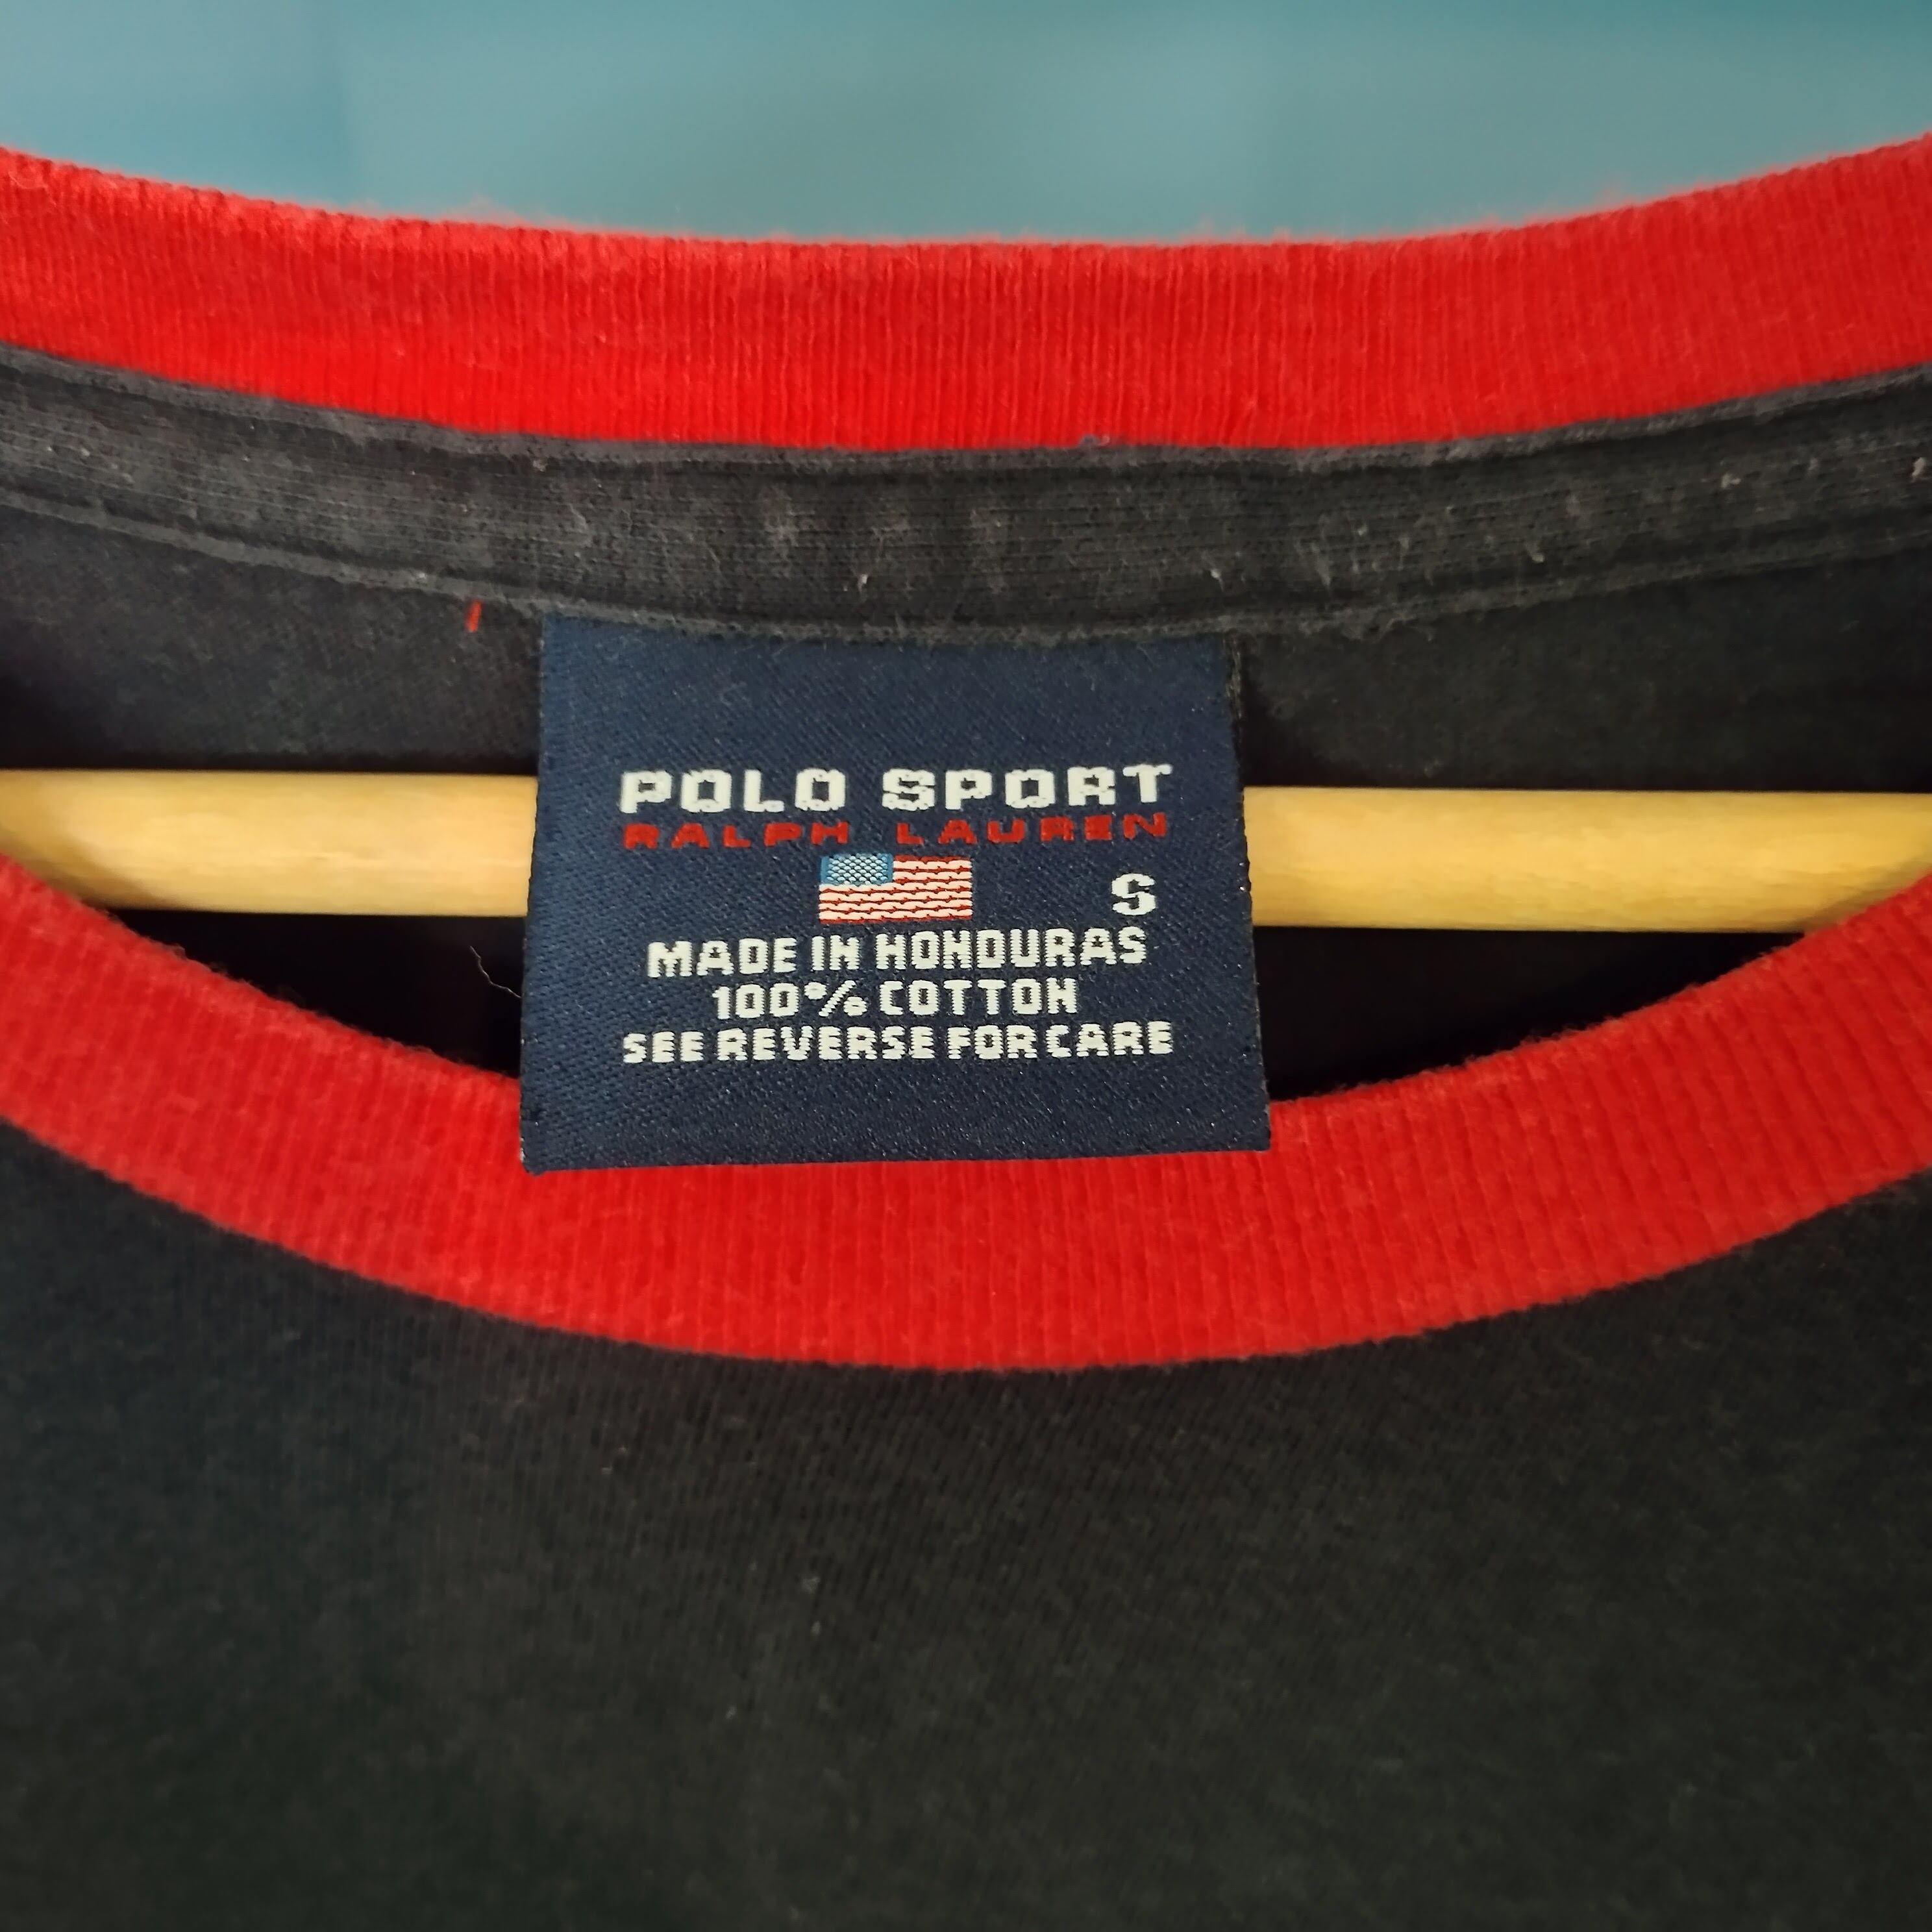 POLO SPORT
RALPH LAUREN
S
MADE IN HONDURAS
100% COTTON
SEE REVERSE FOR CARE